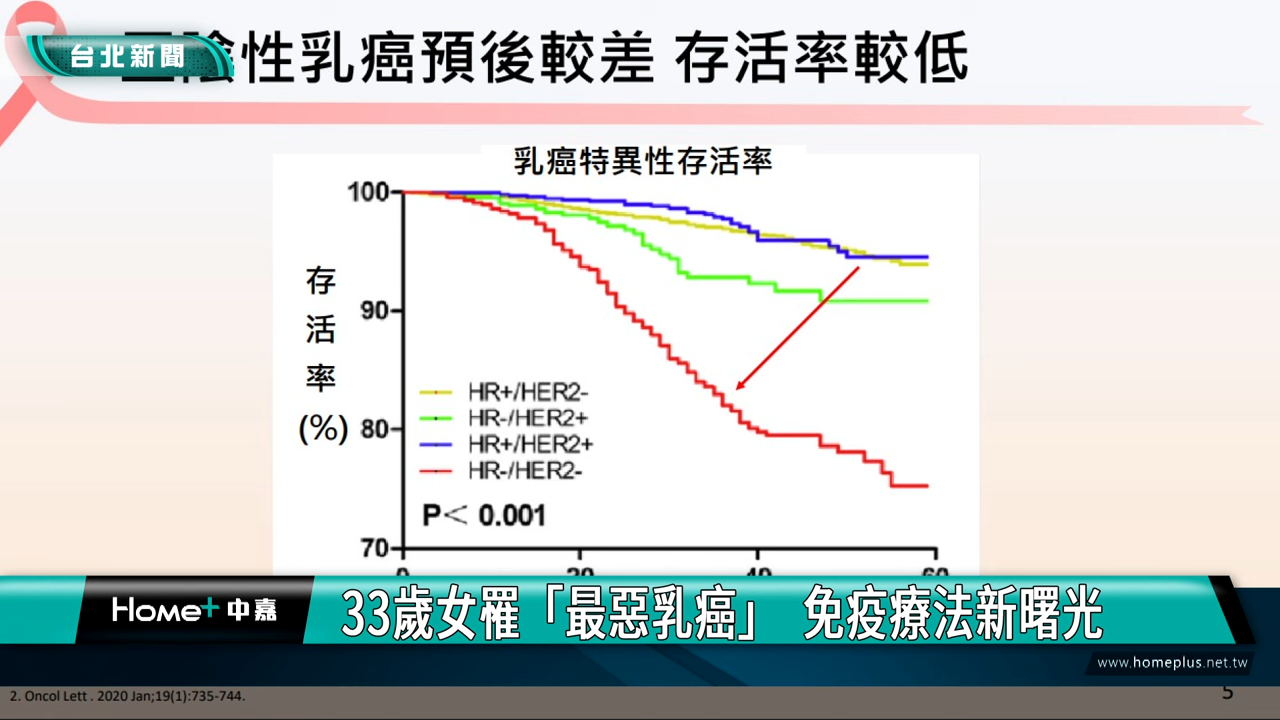 台北新聞
陰性乳癌預後較差 存活率較低
乳癌特異性存活率
存活率(%)
100
90
80
70
HR+/HER2-
HR-/HER2+
HR+/HER2+
HR-/HER2-
P< 0.001
Home+ 中嘉
33歲女罹「最惡乳癌」 免疫療法新曙光
www.homeplus.net.tw
2. Oncol Lett . 2020 Jan;19(1):735-744.
5